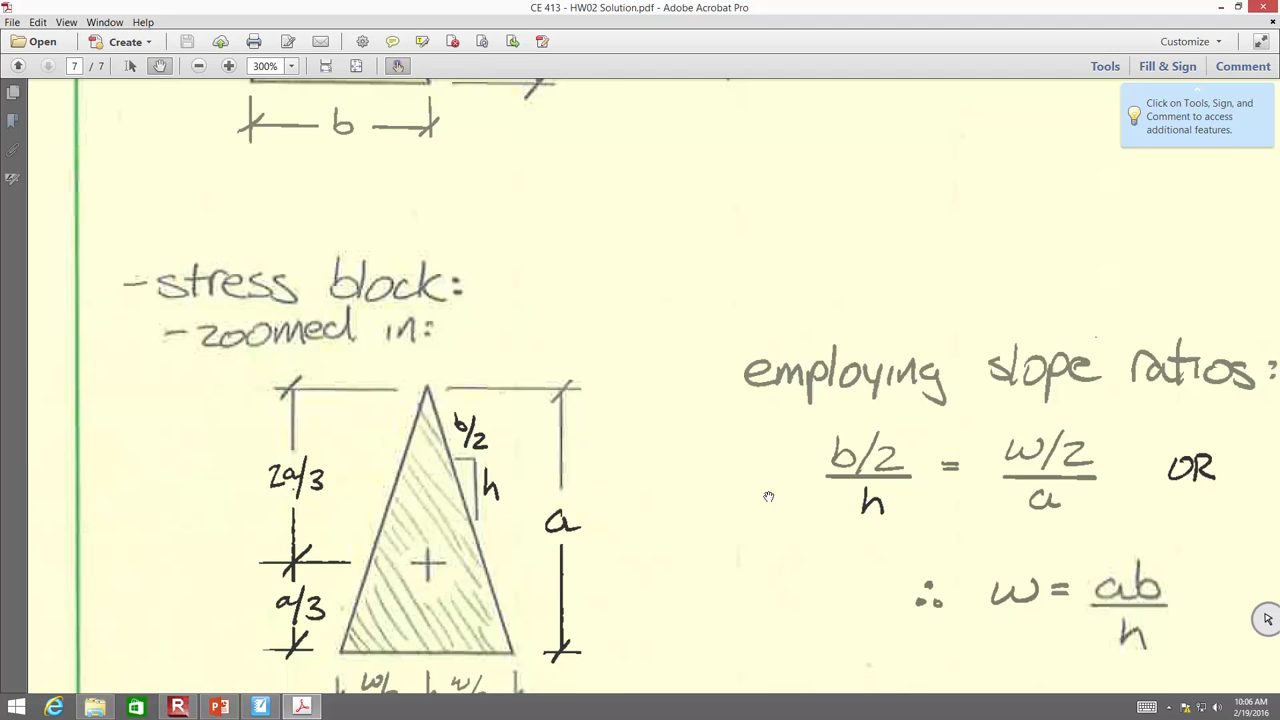 CE 413 - HW02 Solution.pdf - Adobe Acrobat Pro
File Edit View Window Help
Open Create Customize
7 / 7 300% Tools Fill & Sign Comment
Click on Tools, Sign, and
Comment to access
additional features.
b
- stress block:
- zoomed in:
employing slope ratios:
b/2
h
2a/3
a
a/3
w/2 w/2
b/2 / h = w/2 / a OR
∴ w = ab / h
10:06 AM
2/19/2016